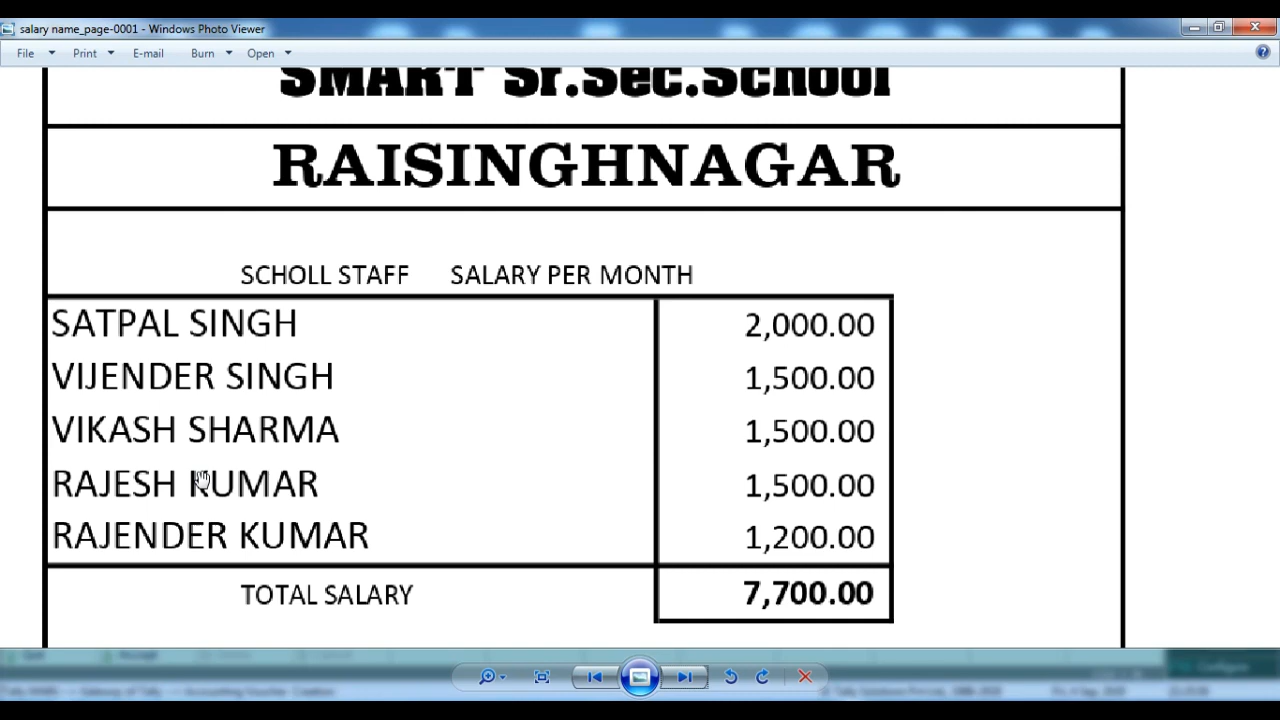 salary name_page-0001 - Windows Photo Viewer
File Print E-mail Burn Open
SMART Sr.Sec.School
RAISINGHNAGAR
SCHOLL STAFF SALARY PER MONTH
SATPAL SINGH 2,000.00
VIJENDER SINGH 1,500.00
VIKASH SHARMA 1,500.00
RAJESH KUMAR 1,500.00
RAJENDER KUMAR 1,200.00
TOTAL SALARY 7,700.00